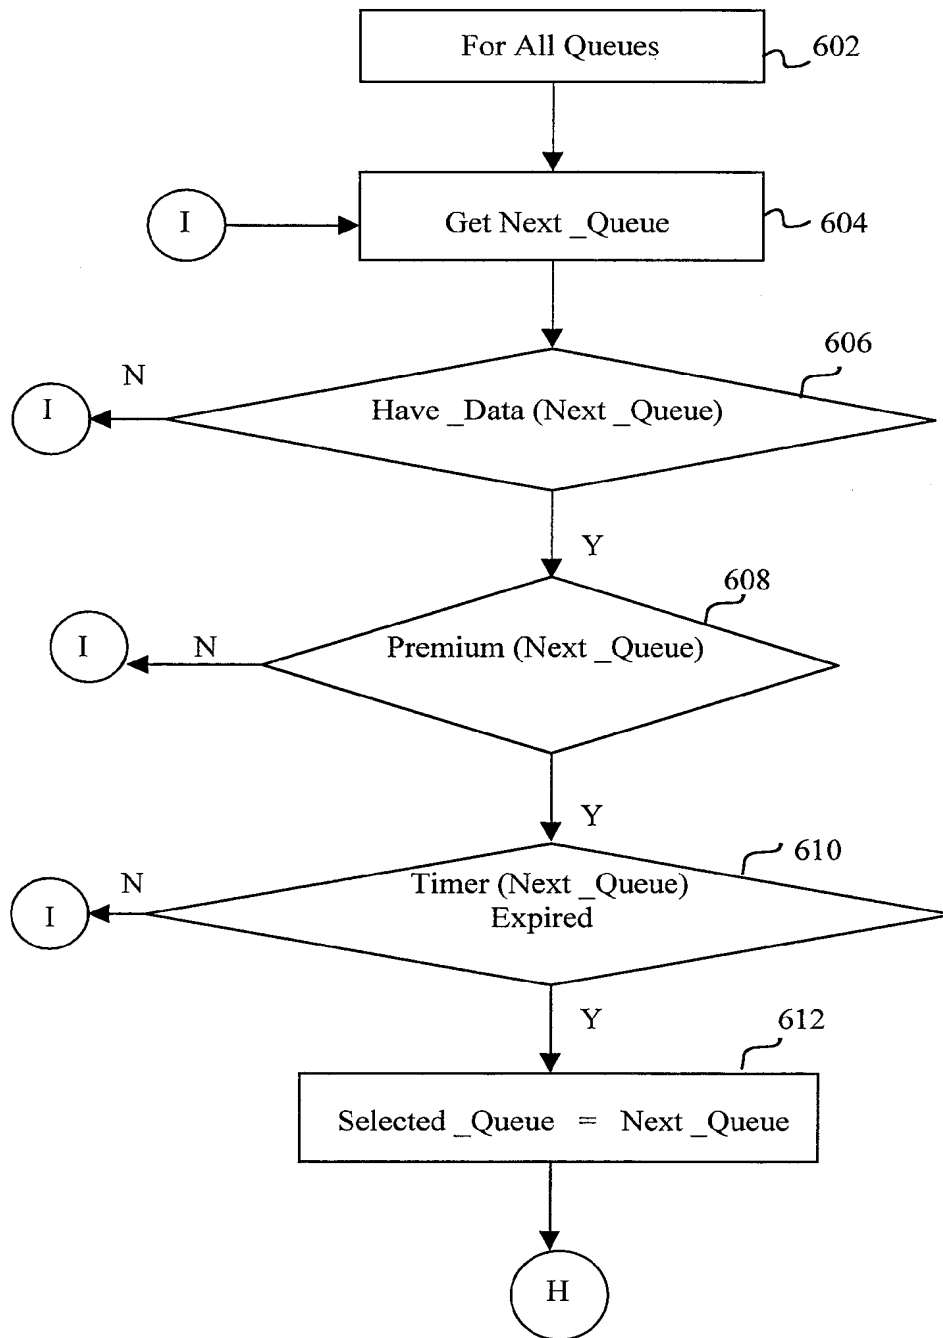 For All Queues
602
I
Get Next _Queue
604
606
N
I
Have _Data (Next _Queue)
Y
608
I
N
Premium (Next _Queue)
Y
610
N
I
Timer (Next _Queue)
Expired
Y
612
Selected _Queue = Next _Queue
H